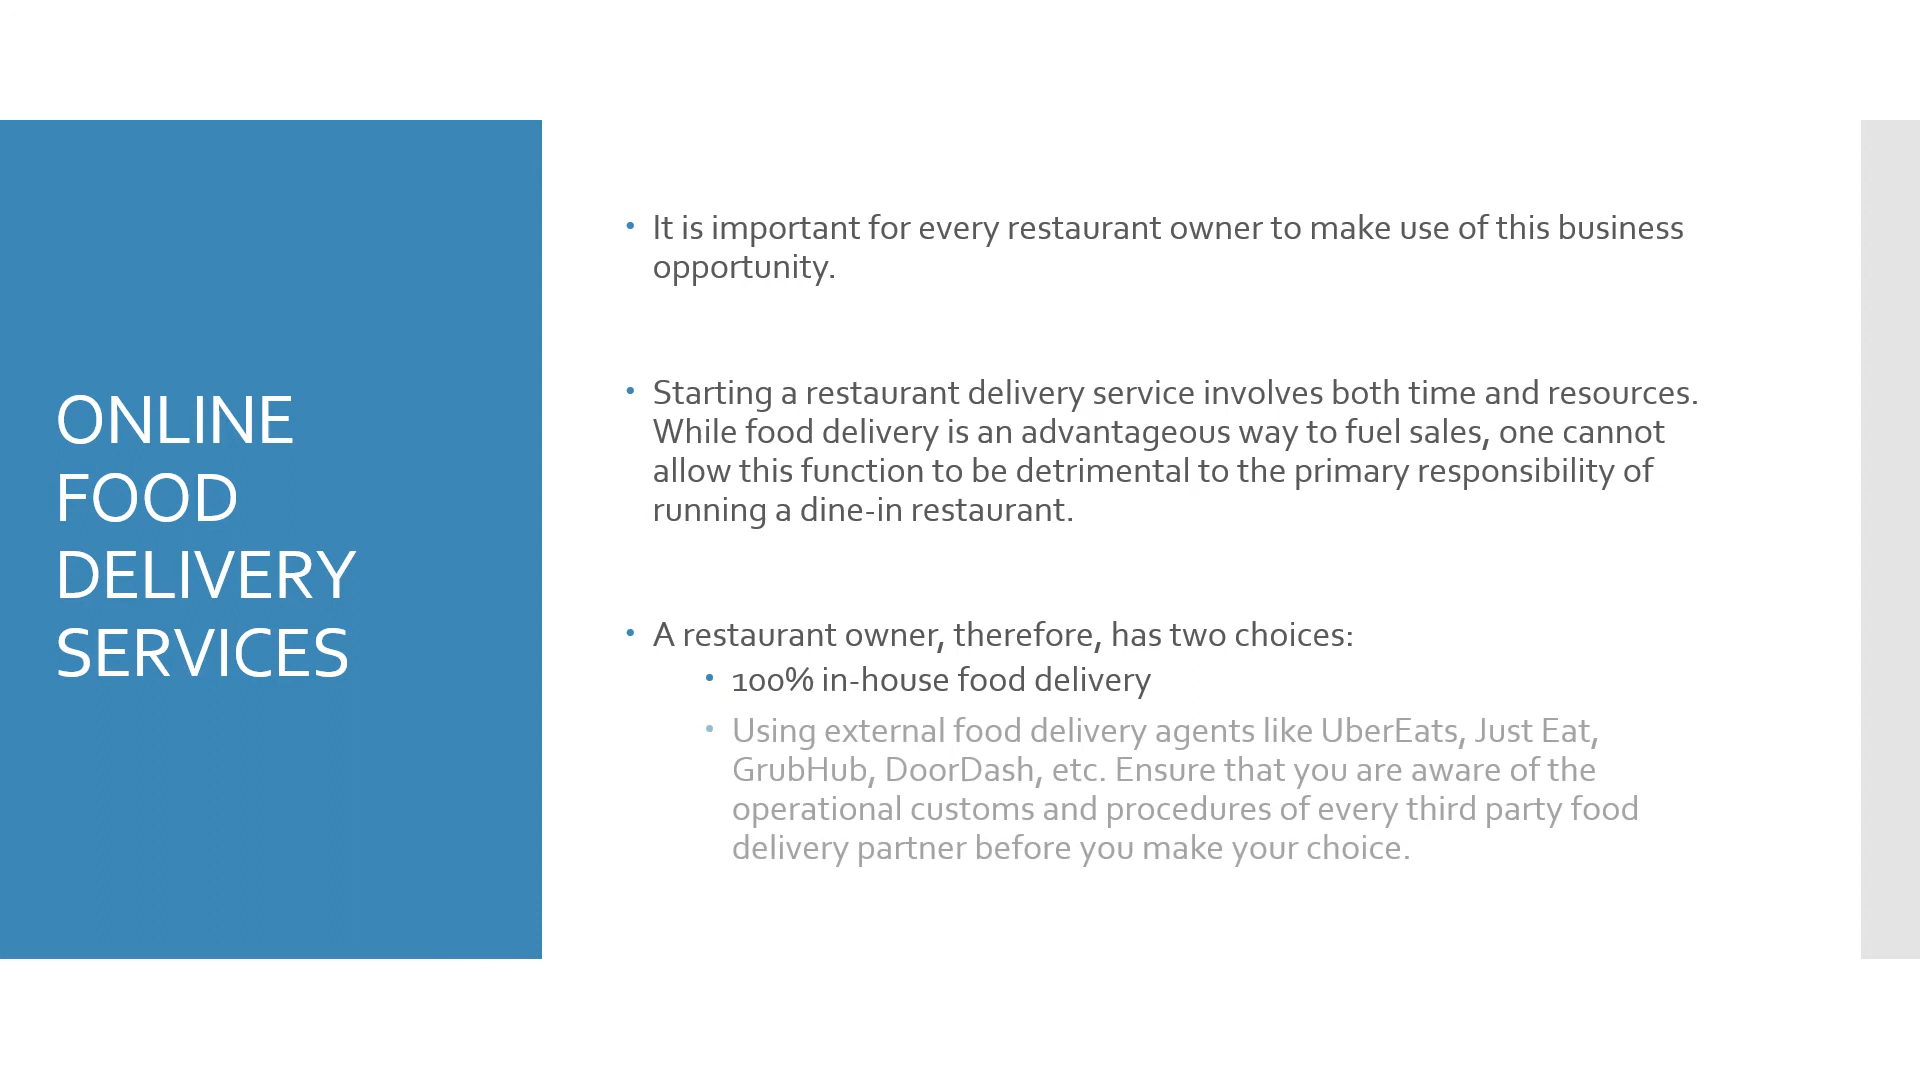 ONLINE
FOOD
DELIVERY
SERVICES
• It is important for every restaurant owner to make use of this business
opportunity.
• Starting a restaurant delivery service involves both time and resources.
While food delivery is an advantageous way to fuel sales, one cannot
allow this function to be detrimental to the primary responsibility of
running a dine-in restaurant.
• A restaurant owner, therefore, has two choices:
• 100% in-house food delivery
• Using external food delivery agents like UberEats, Just Eat,
GrubHub, DoorDash, etc. Ensure that you are aware of the
operational customs and procedures of every third party food
delivery partner before you make your choice.